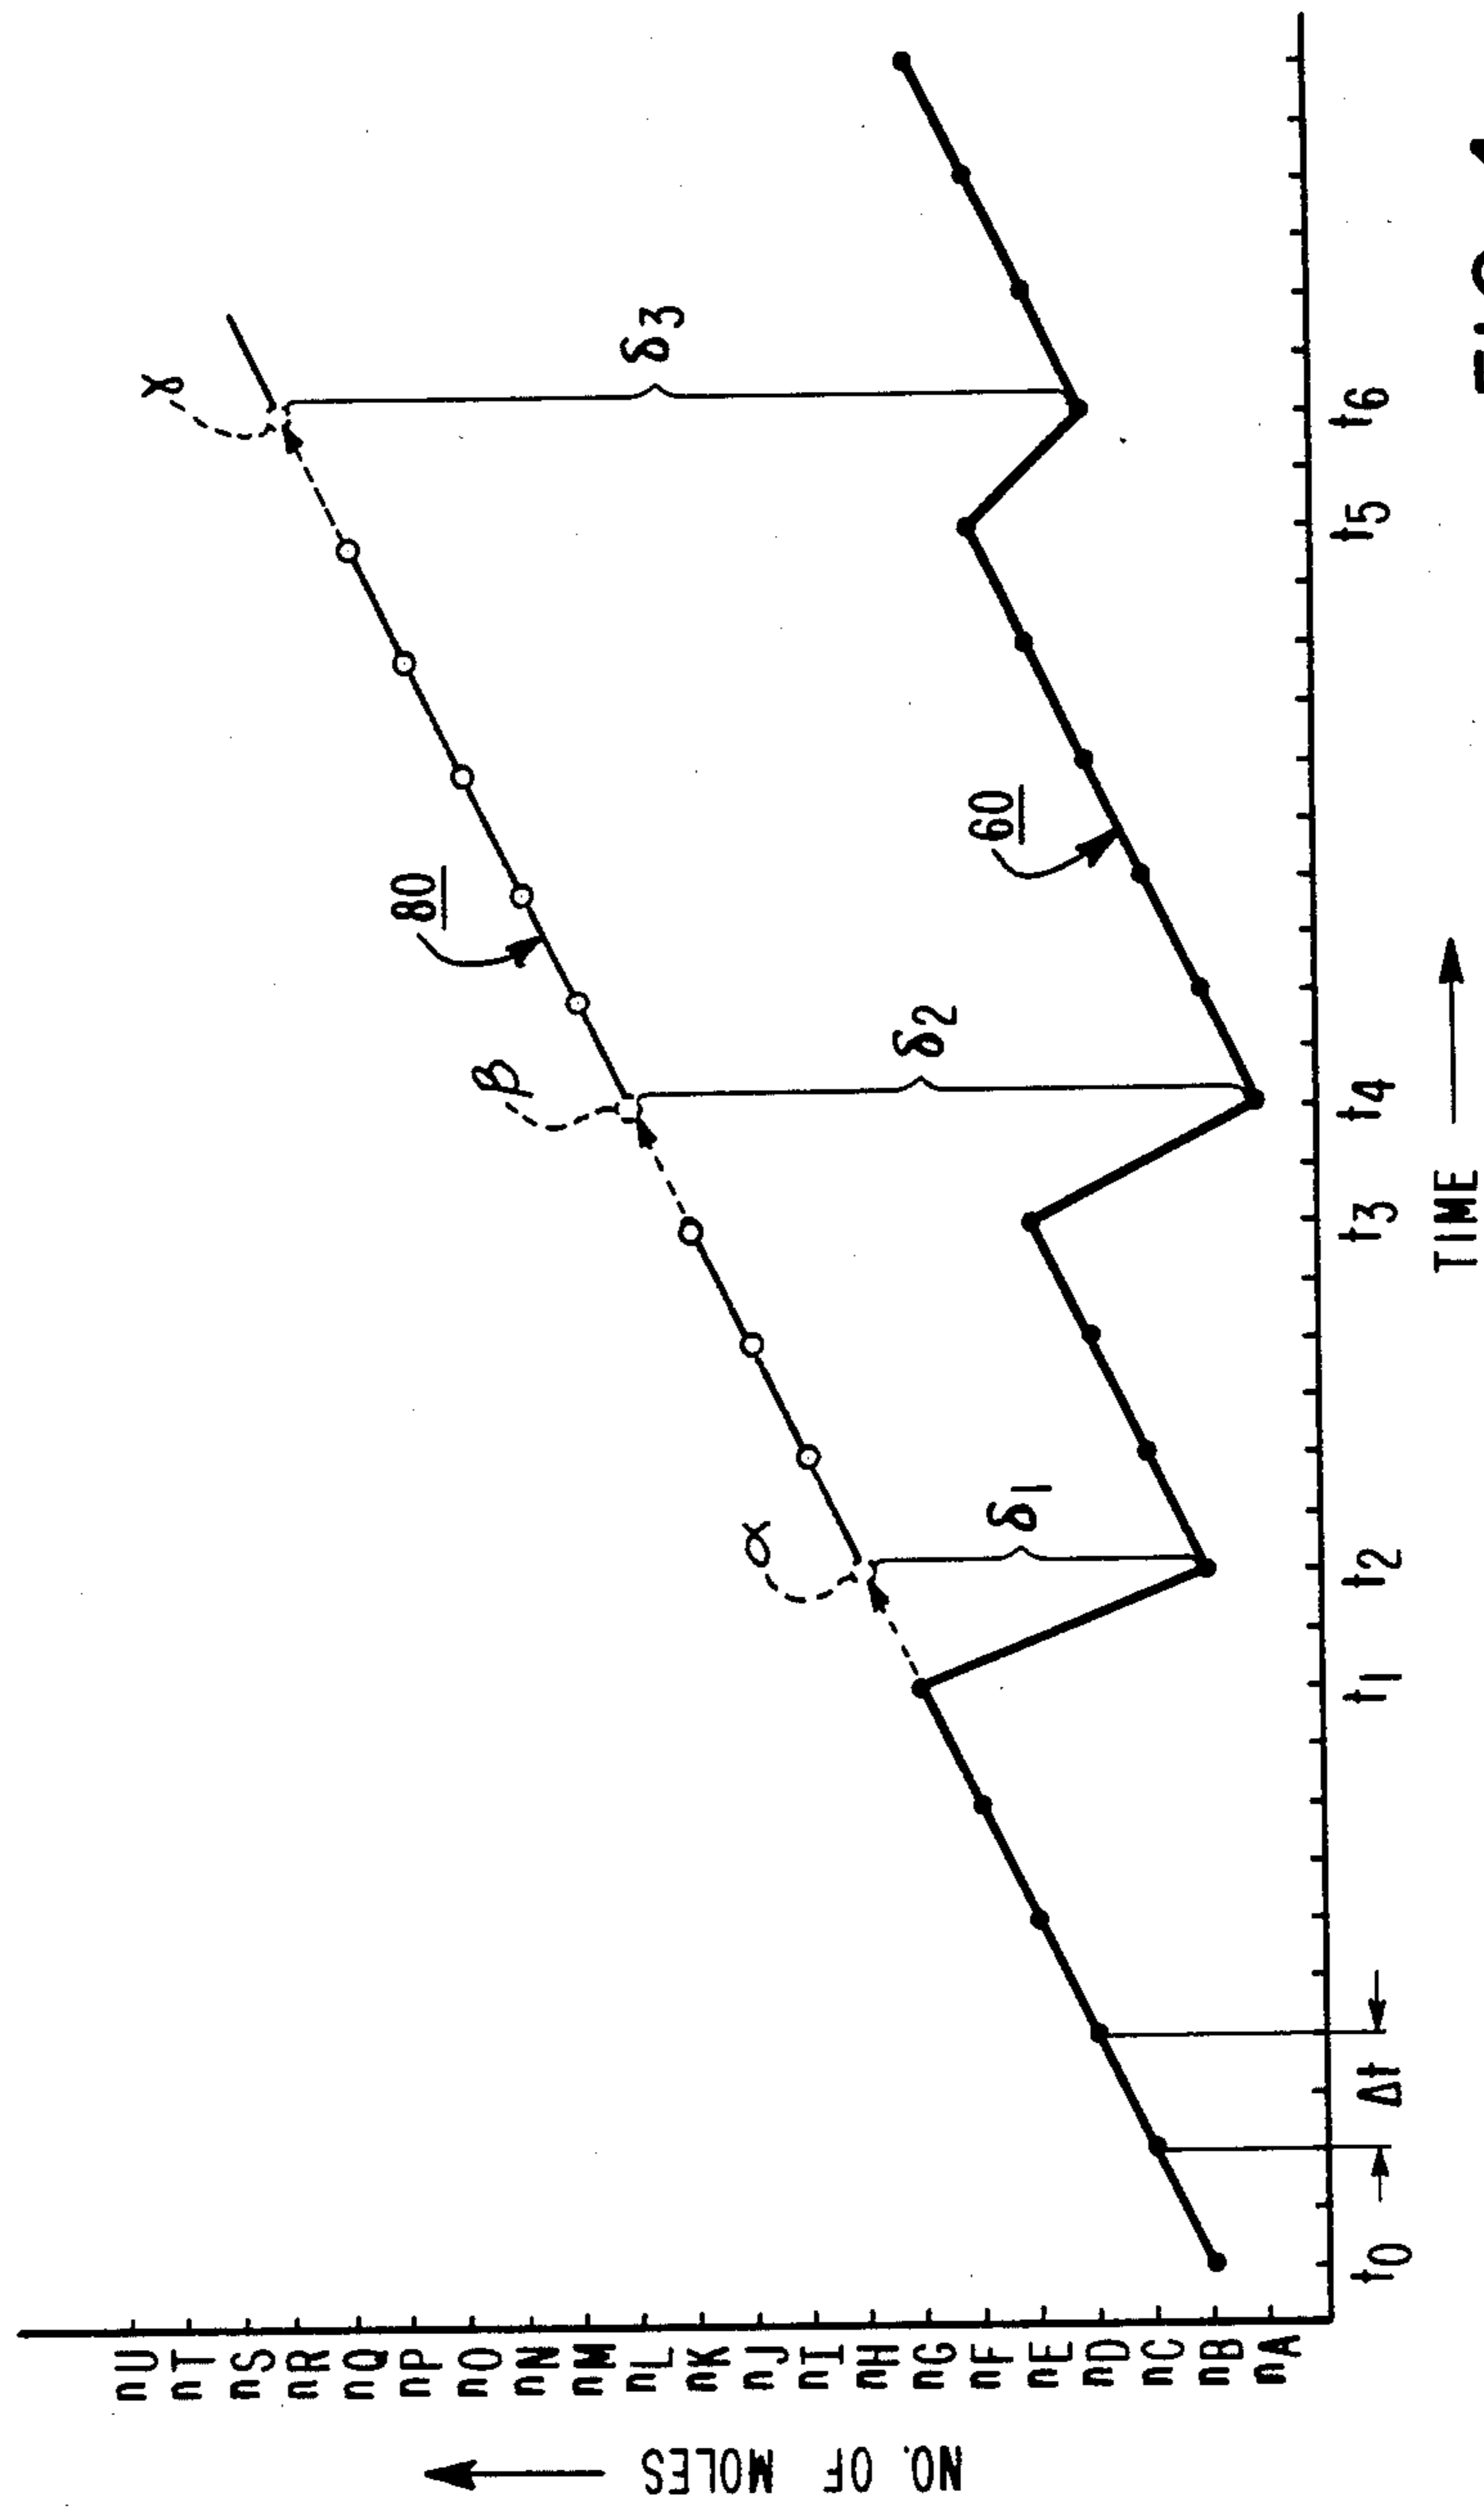 NO. OF MOLES
nU
nT
nS
nR
nQ
nP
nO
nN
nM
nL
nK
nJ
nI
nH
nG
nF
nE
nD
nC
nB
nA
α
β
γ
δ1
δ2
δ3
80
60
t0
Δt
t1
t2
t3
t4
t5
t6
TIME